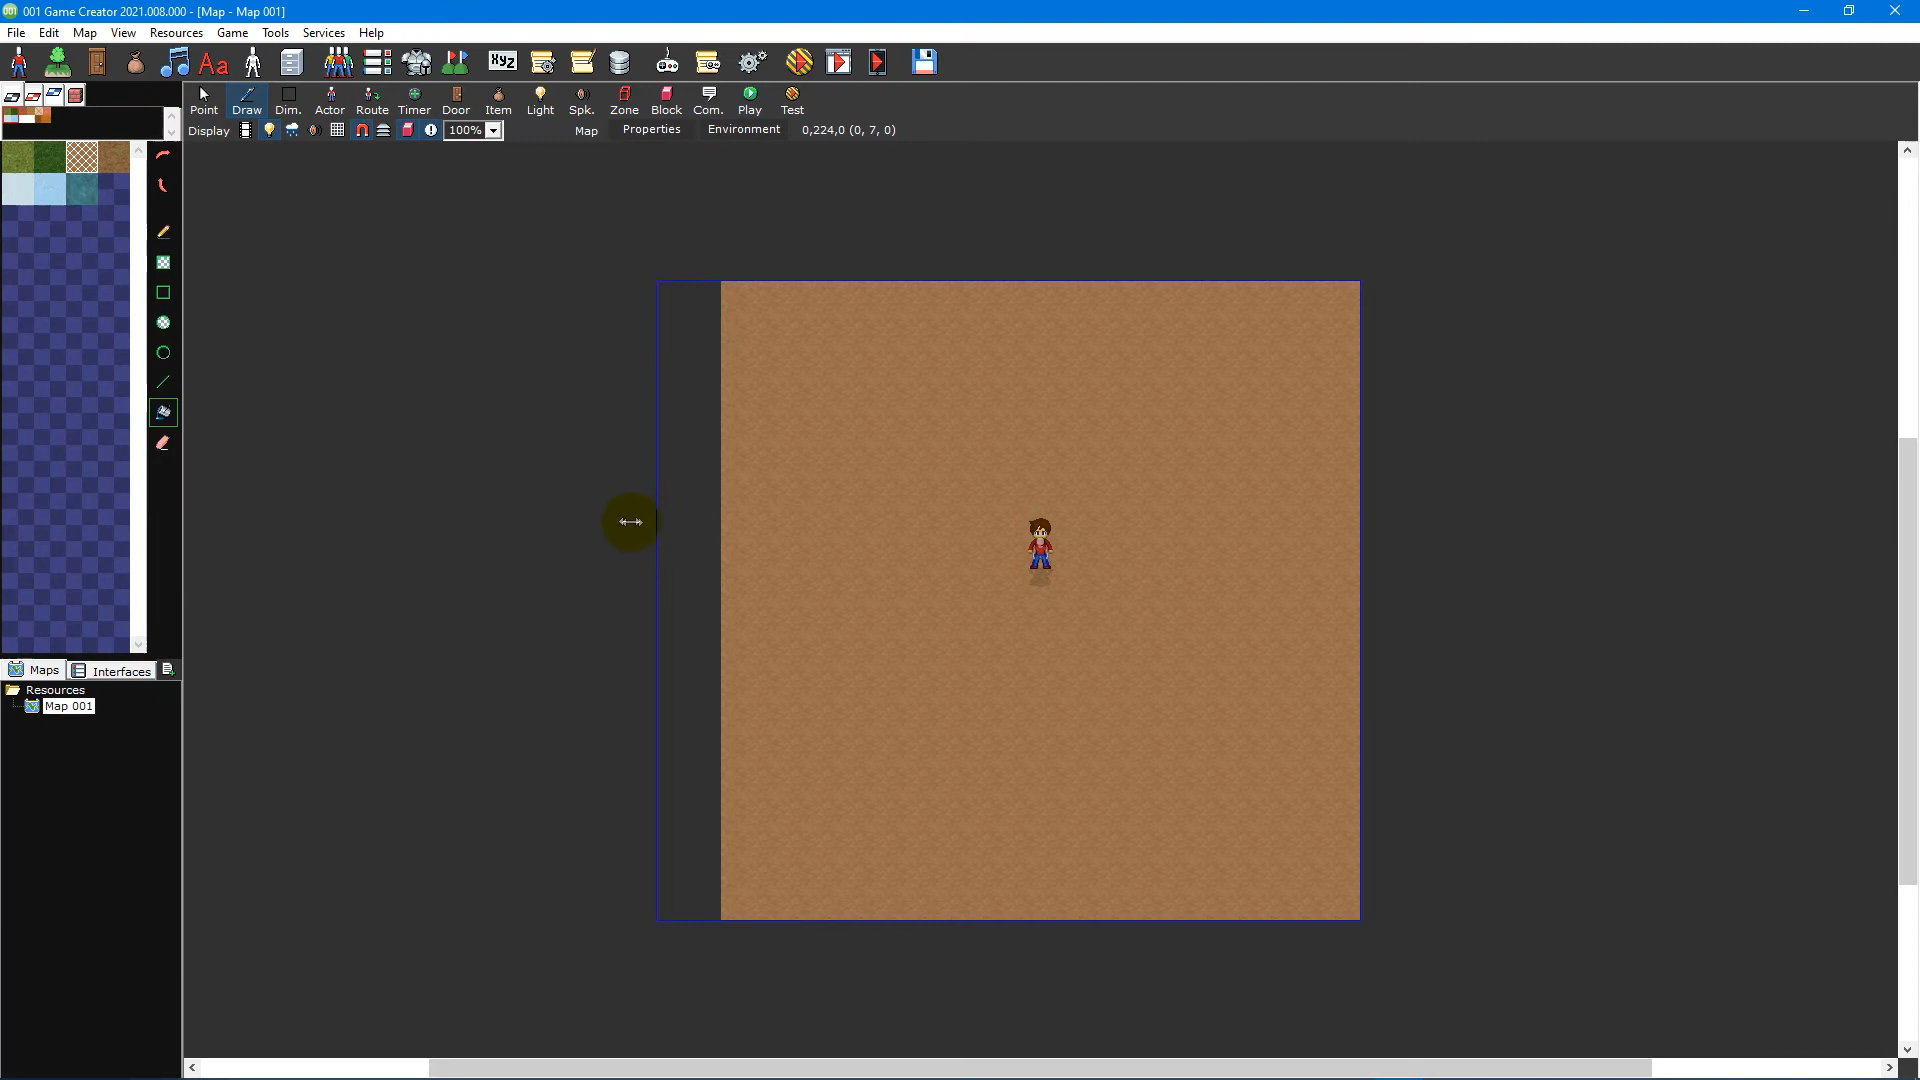 001 Game Creator 2021.008.000 - [Map - Map 001]
File Edit Map View Resources Game Tools Services Help
Aa XyZ
Point Draw Dim. Actor Route Timer Door Item Light Spk. Zone Block Com. Play Test
Display 100% Map Properties Environment 0,224,0 (0, 7, 0)
Maps Interfaces
Resources
Map 001